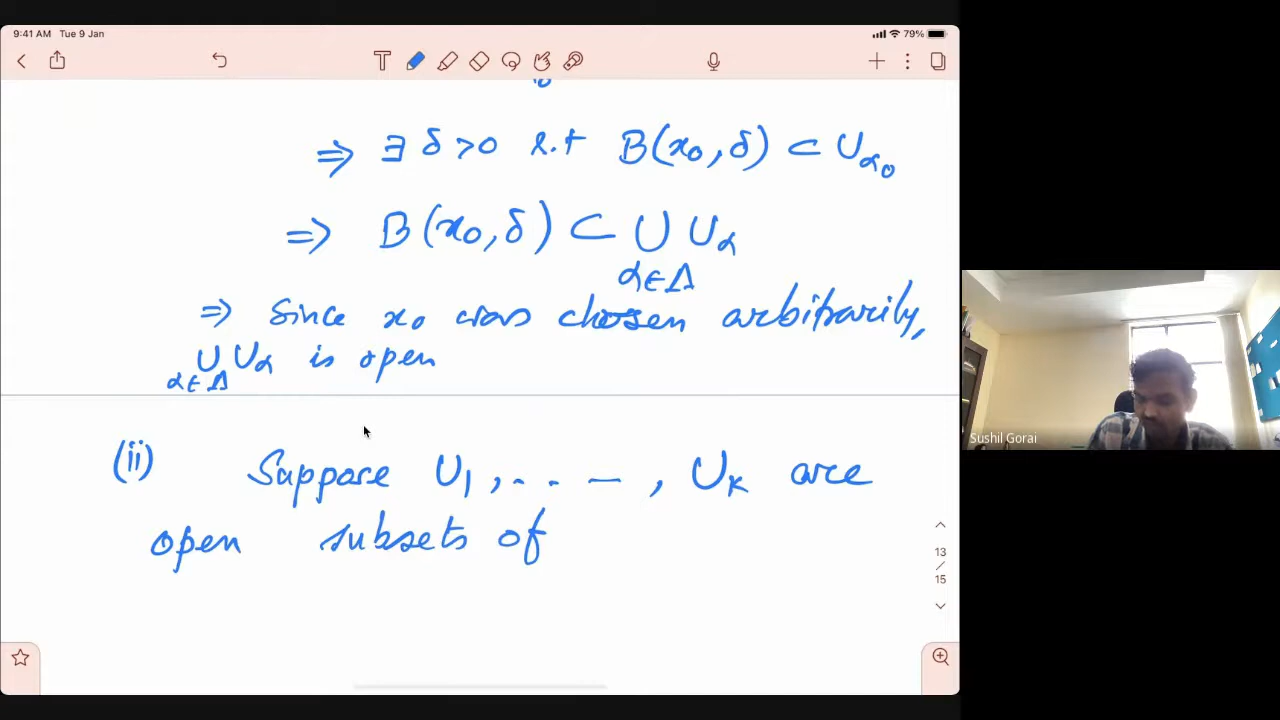 9:41 AM Tue 9 Jan 79%
T
⇒ ∃ δ>0 s.t B(x₀,δ) ⊂ U_α₀
⇒ B(x₀,δ) ⊂ ∪ U_α
α∈Λ
⇒ since x₀ was chosen arbitrarily,
∪ U_α is open
α∈Λ
(ii) Suppose U₁,..—, U_k are
open subsets of
13
/
15
Sushil Gorai